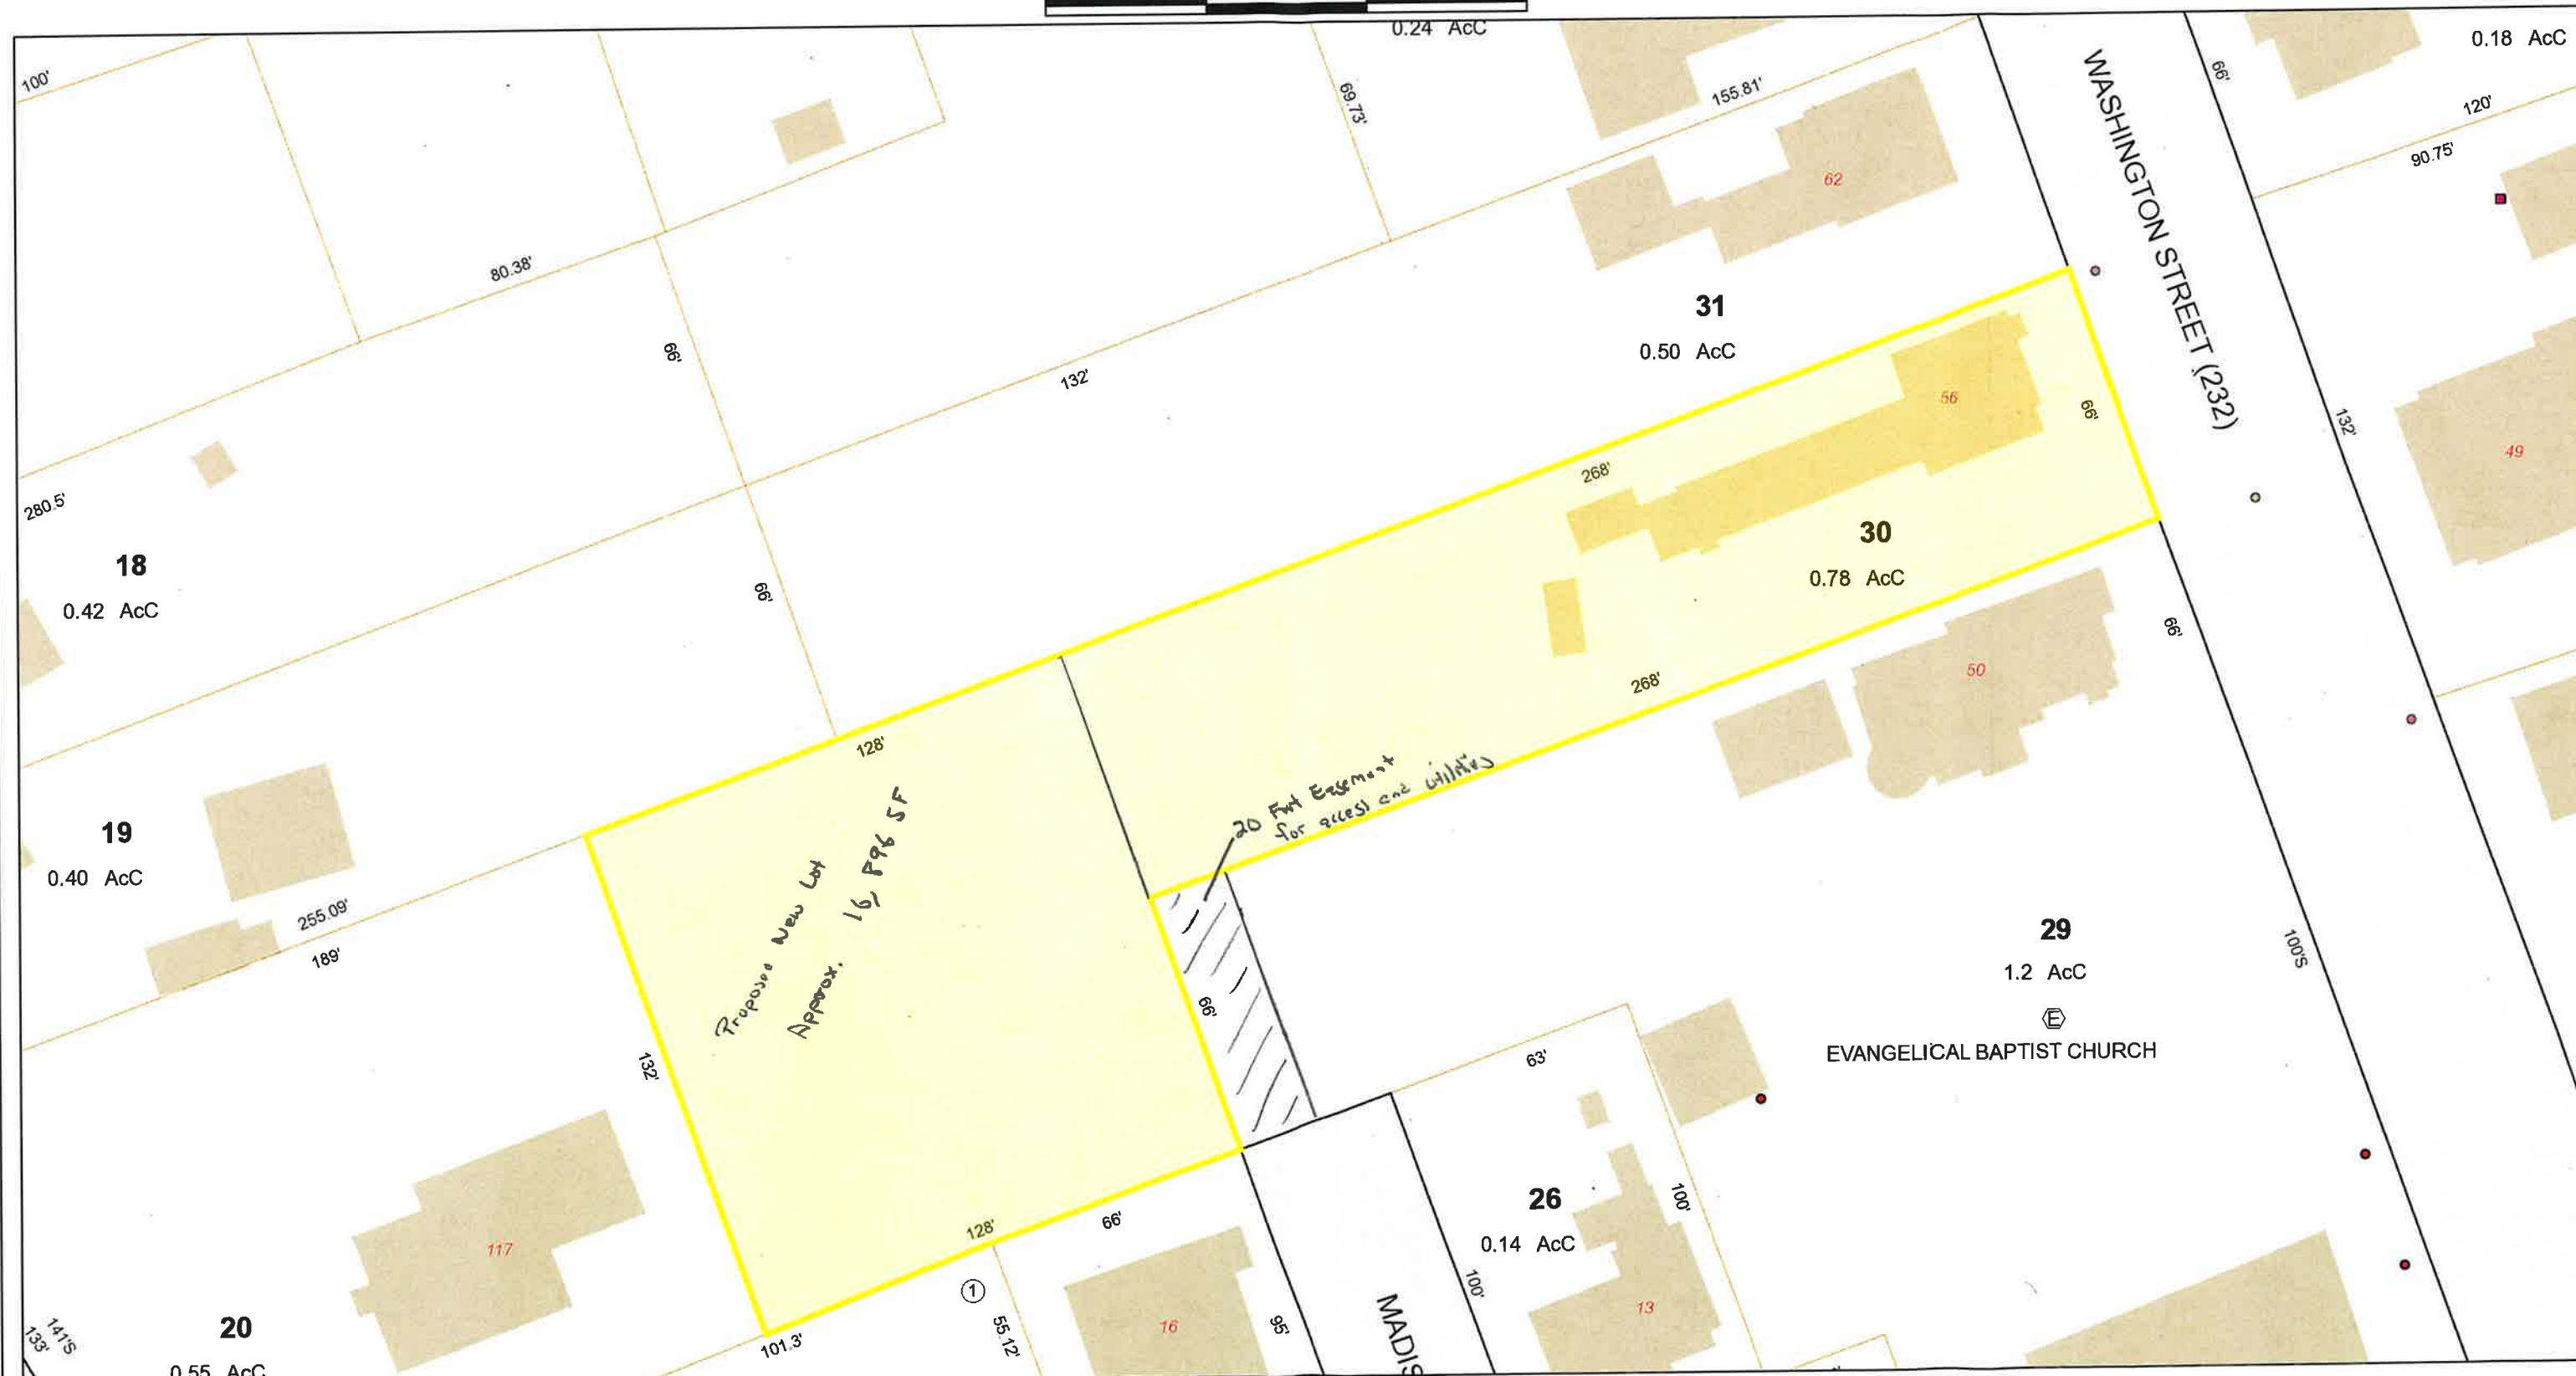 0.24 AcC
0.18 AcC
100'
69.73'
155.81'
WASHINGTON STREET (232)
66'
120'
90.75'
62
80.38'
66'
132'
31
0.50 AcC
56
66'
132'
49
280.5'
268'
30
0.78 AcC
18
0.42 AcC
66'
66'
50
268'
128'
20 Foot Easement
for access and utilities
19
0.40 AcC
255.09'
189'
Proposed New Lot
Approx. 16,896 SF
66'
29
1.2 AcC
100'S
E
EVANGELICAL BAPTIST CHURCH
132'
63'
26
0.14 AcC
100'
117
128'
66'
1
101.3'
55.12'
16
95'
MADIS
100'
13
20
0.55 AcC
141'S
133'